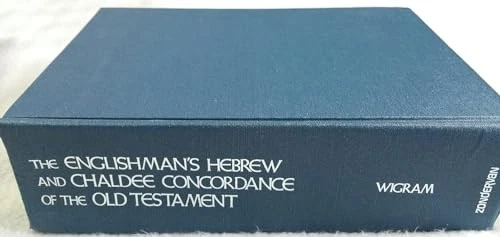 THE ENGLISHMAN'S HEBREW
AND CHALDEE CONCORDANCE
OF THE OLD TESTAMENT
WIGRAM
ZONDERVAN